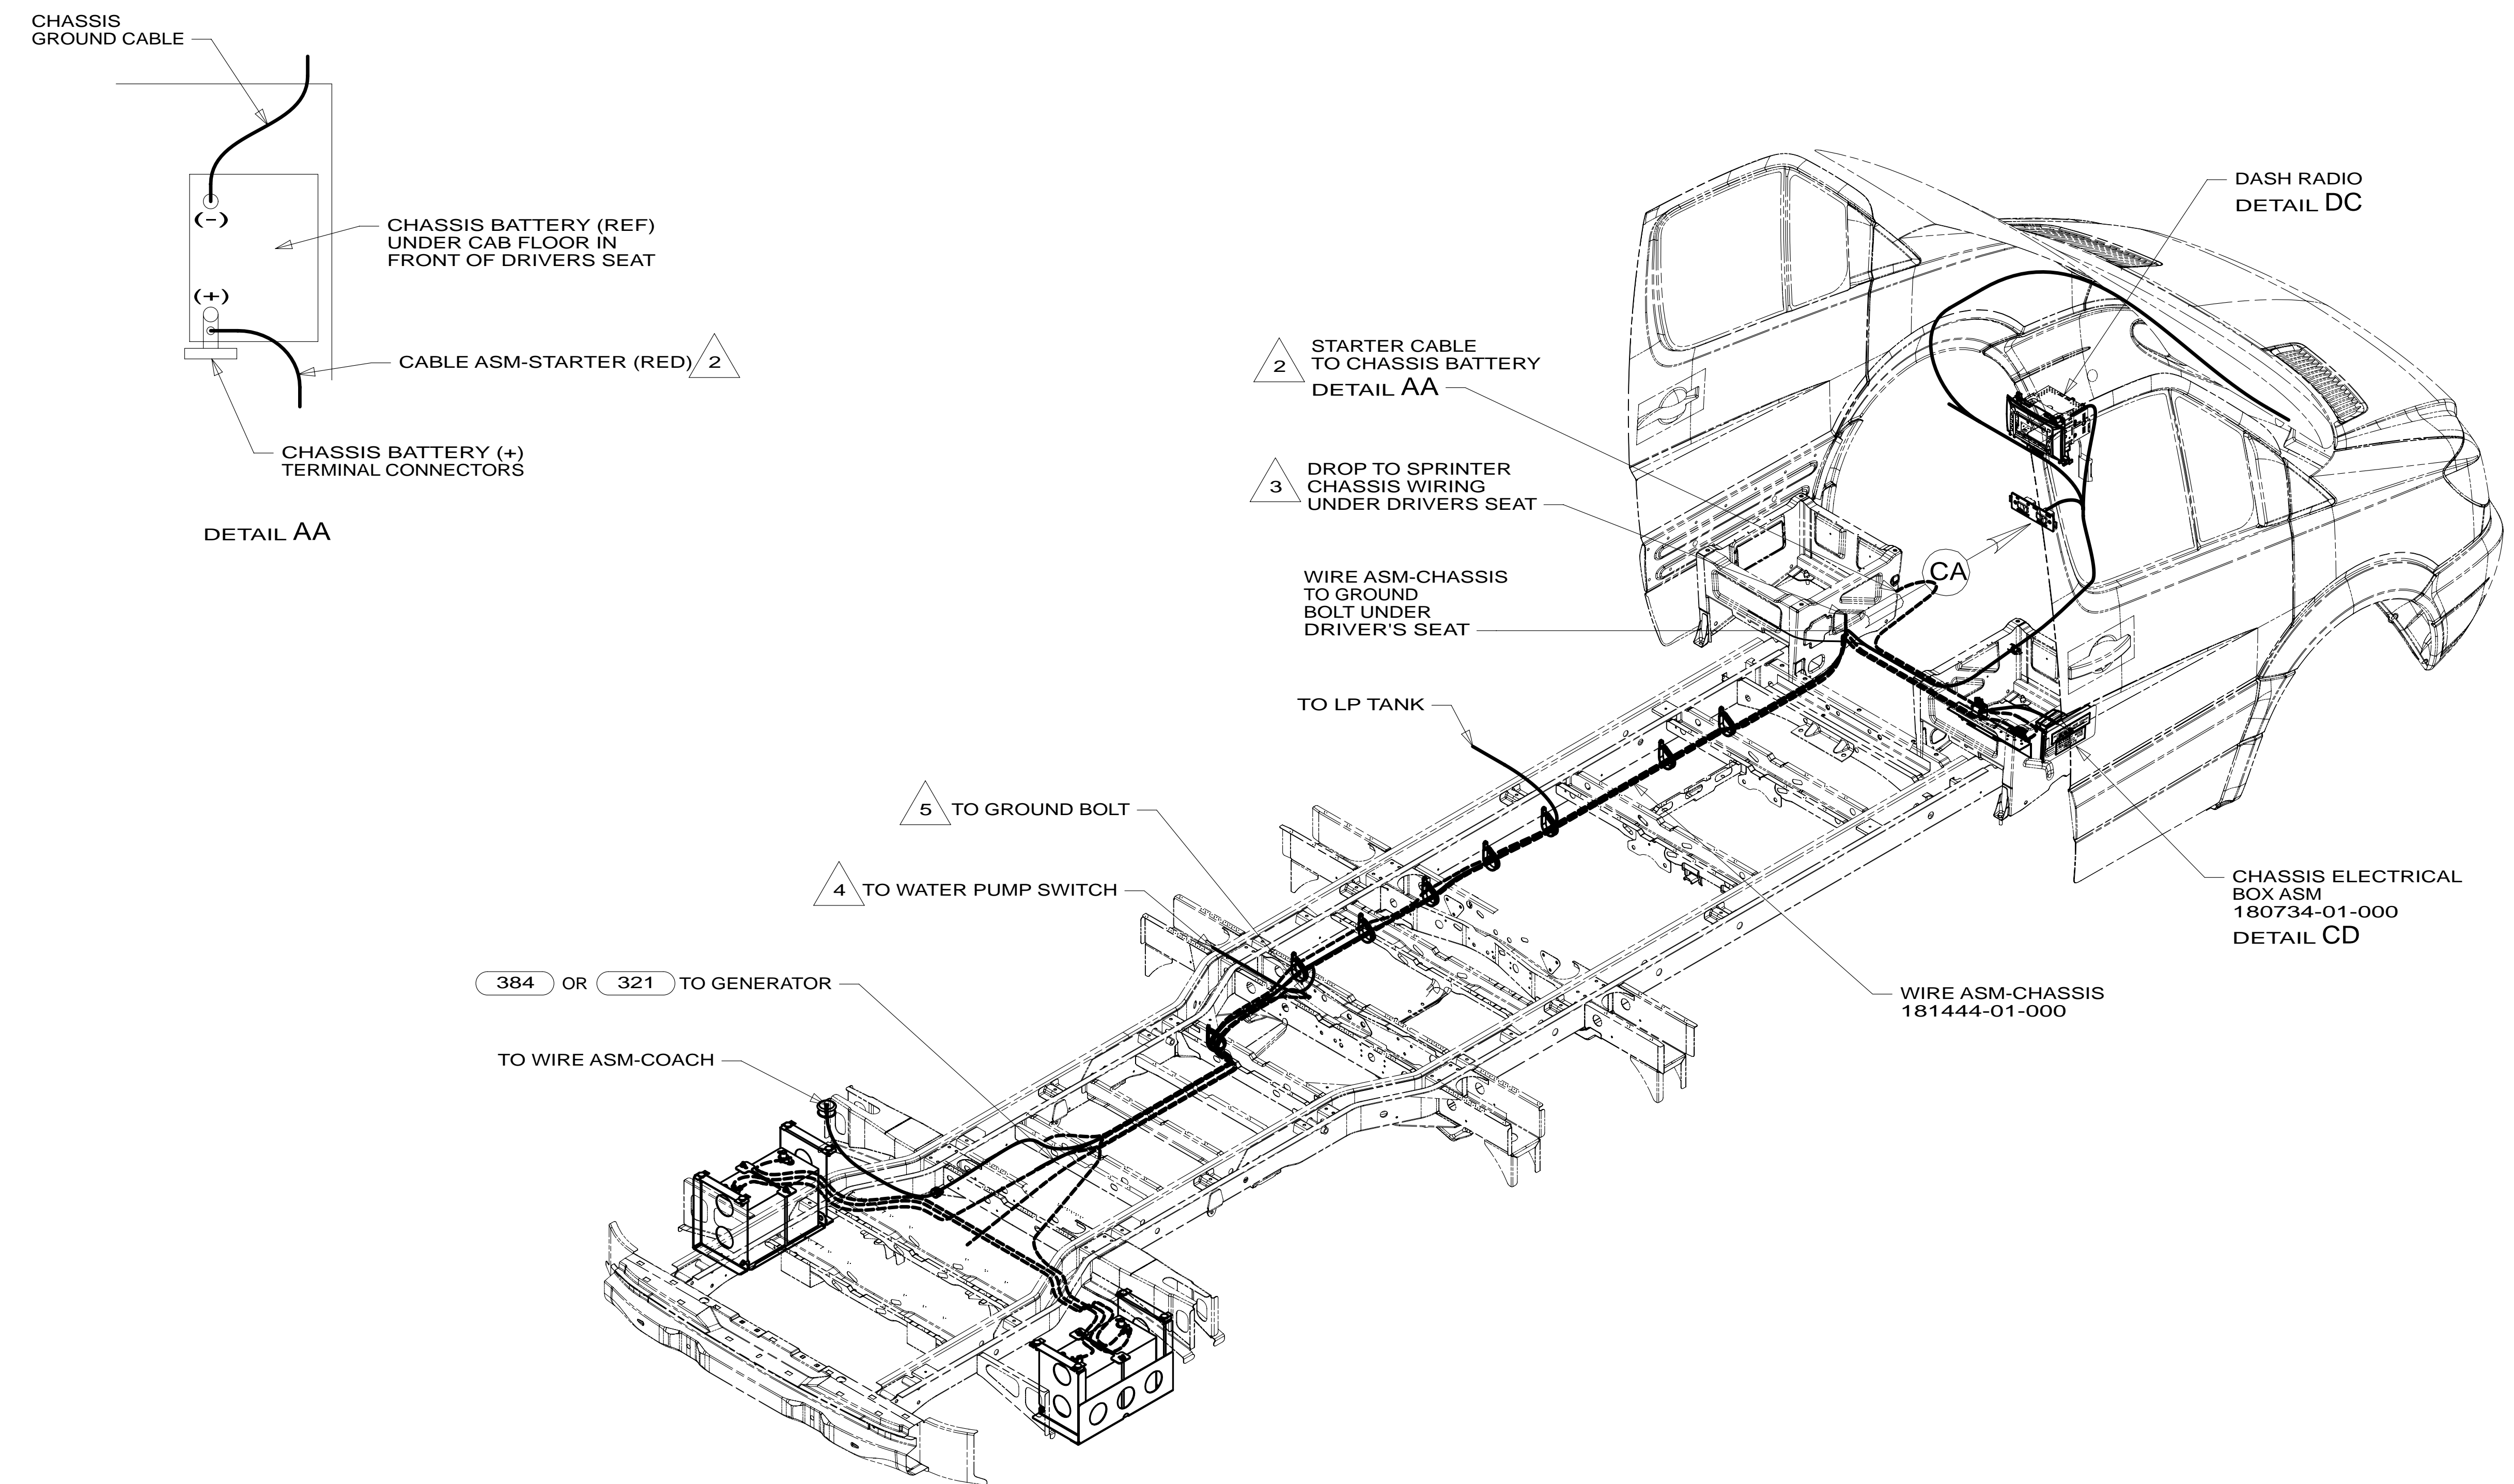 CHASSIS
GROUND CABLE
(-)
CHASSIS BATTERY (REF)
UNDER CAB FLOOR IN
FRONT OF DRIVERS SEAT
(+)
CABLE ASM-STARTER (RED) 2
CHASSIS BATTERY (+)
TERMINAL CONNECTORS
DETAIL AA
DASH RADIO
DETAIL DC
2
STARTER CABLE
TO CHASSIS BATTERY
DETAIL AA
3
DROP TO SPRINTER
CHASSIS WIRING
UNDER DRIVERS SEAT
CA
WIRE ASM-CHASSIS
TO GROUND
BOLT UNDER
DRIVER'S SEAT
TO LP TANK
5 TO GROUND BOLT
4 TO WATER PUMP SWITCH
384 OR 321 TO GENERATOR
TO WIRE ASM-COACH
CHASSIS ELECTRICAL
BOX ASM
180734-01-000
DETAIL CD
WIRE ASM-CHASSIS
181444-01-000